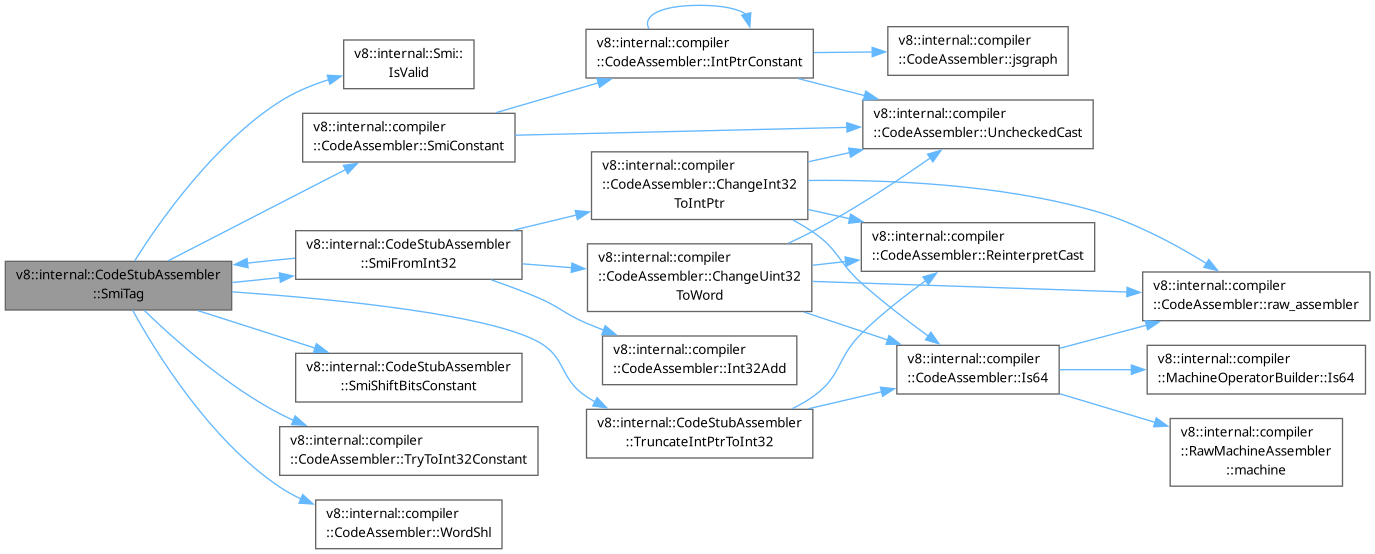 v8::internal::CodeStubAssembler
::SmiTag
v8::internal::Smi::
IsValid
v8::internal::compiler
::CodeAssembler::SmiConstant
v8::internal::CodeStubAssembler
::SmiFromInt32
v8::internal::CodeStubAssembler
::SmiShiftBitsConstant
v8::internal::compiler
::CodeAssembler::TryToInt32Constant
v8::internal::compiler
::CodeAssembler::WordShl
v8::internal::compiler
::CodeAssembler::IntPtrConstant
v8::internal::compiler
::CodeAssembler::ChangeInt32
ToIntPtr
v8::internal::compiler
::CodeAssembler::ChangeUint32
ToWord
v8::internal::compiler
::CodeAssembler::Int32Add
v8::internal::CodeStubAssembler
::TruncateIntPtrToInt32
v8::internal::compiler
::CodeAssembler::jsgraph
v8::internal::compiler
::CodeAssembler::UncheckedCast
v8::internal::compiler
::CodeAssembler::ReinterpretCast
v8::internal::compiler
::CodeAssembler::Is64
v8::internal::compiler
::CodeAssembler::raw_assembler
v8::internal::compiler
::MachineOperatorBuilder::Is64
v8::internal::compiler
::RawMachineAssembler
::machine